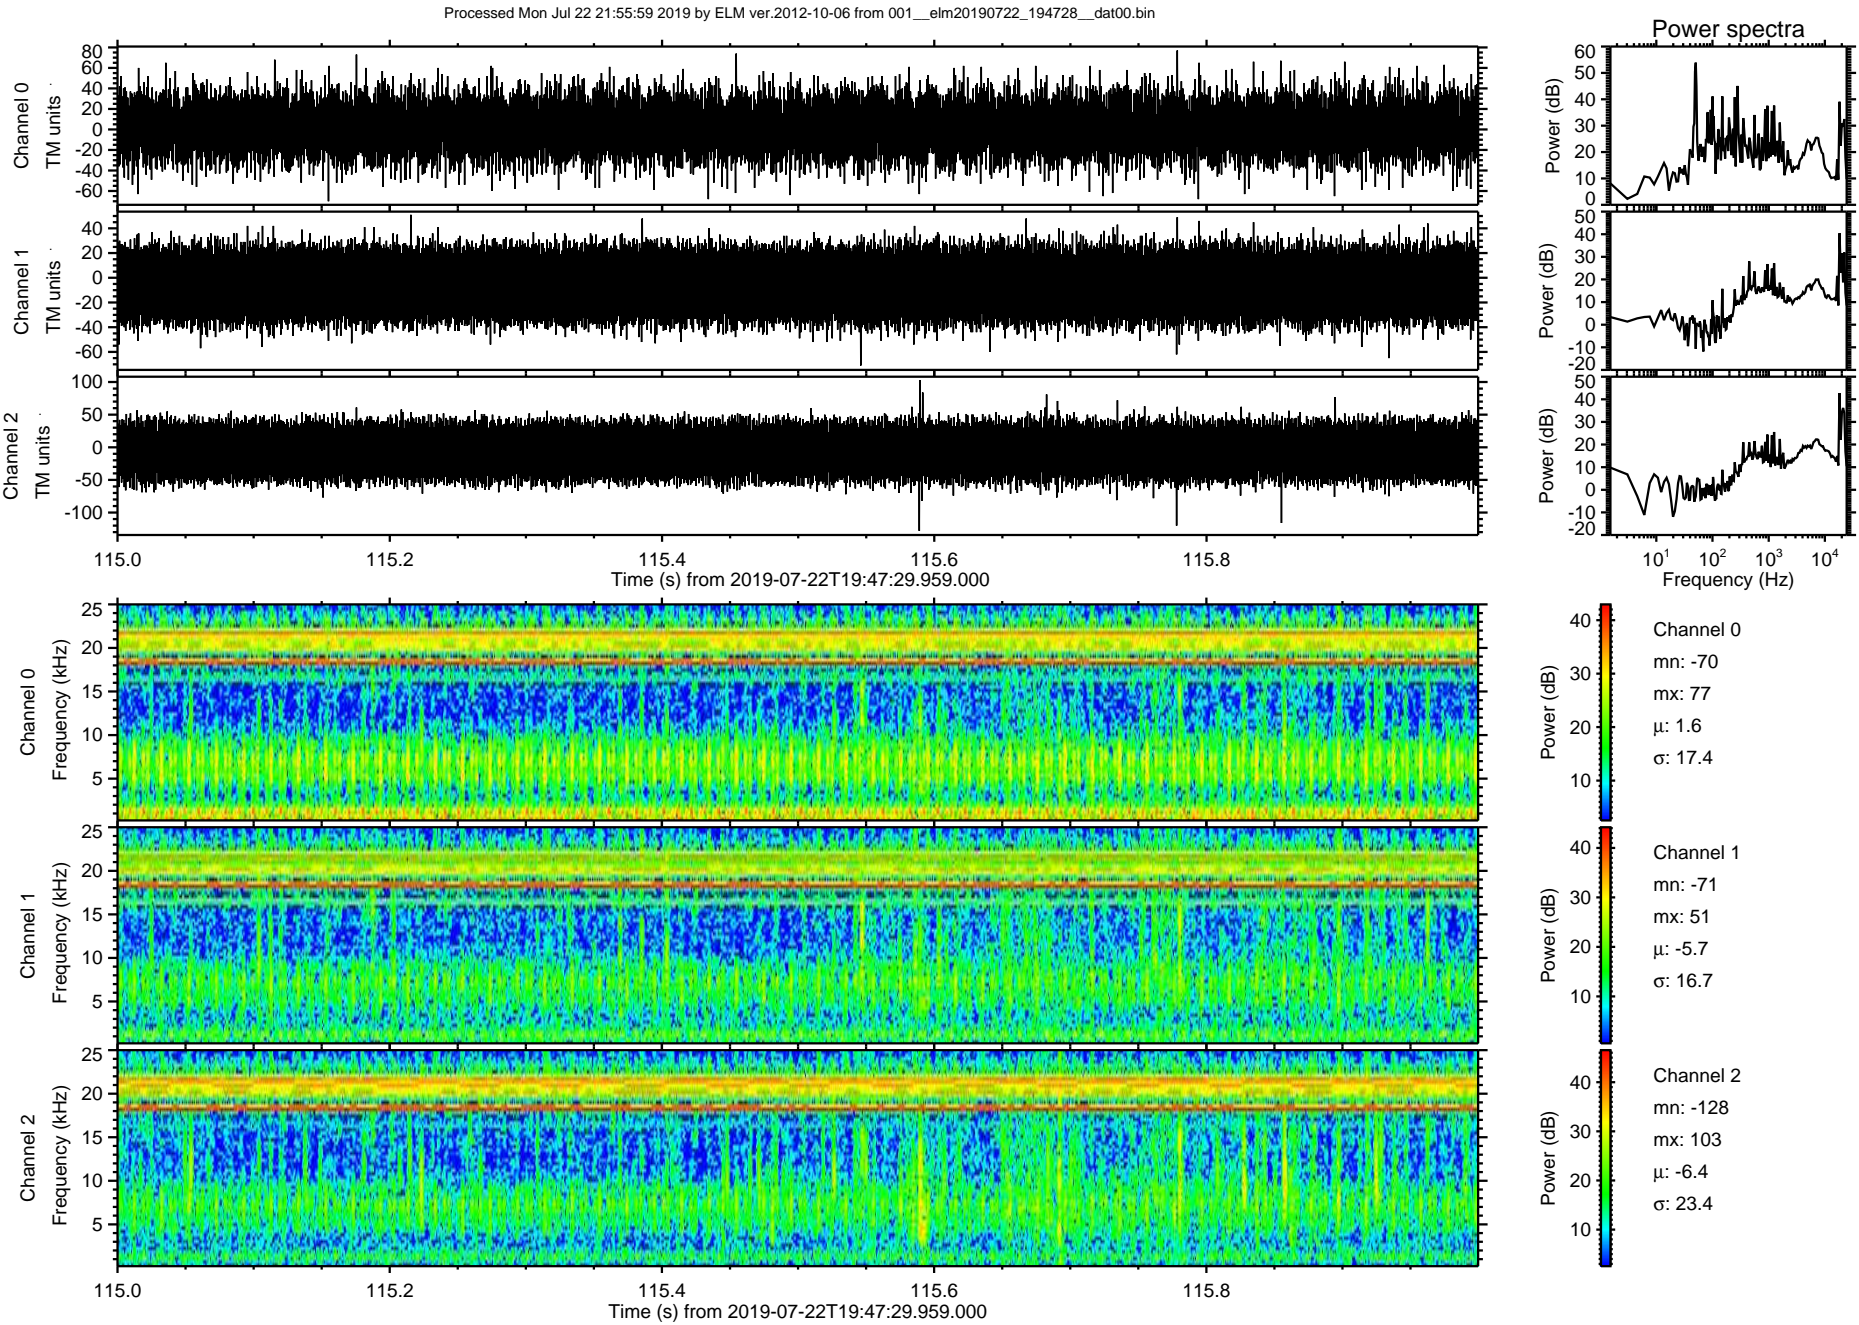 Processed Mon Jul 22 21:55:59 2019 by ELM ver.2012-10-06 from 001__elm20190722_194728__dat00.bin
Power spectra
Channel 0
TM units
80
60
40
20
0
-20
-40
-60
Power (dB)
60
50
40
30
20
10
0
Channel 1
TM units
40
20
0
-20
-40
-60
Power (dB)
50
40
30
20
10
0
-10
-20
Channel 2
TM units
100
50
0
-50
-100
Power (dB)
50
40
30
20
10
0
-10
-20
115.0 115.2 115.4 115.6 115.8
Time (s) from 2019-07-22T19:47:29.959.000
10¹ 10² 10³ 10⁴
Frequency (Hz)
Channel 0
Frequency (kHz)
25
20
15
10
5
Power (dB)
40
30
20
10
Channel 0
mn: -70
mx: 77
μ: 1.6
σ: 17.4
Channel 1
Frequency (kHz)
25
20
15
10
5
Power (dB)
40
30
20
10
Channel 1
mn: -71
mx: 51
μ: -5.7
σ: 16.7
Channel 2
Frequency (kHz)
25
20
15
10
5
Power (dB)
40
30
20
10
Channel 2
mn: -128
mx: 103
μ: -6.4
σ: 23.4
115.0 115.2 115.4 115.6 115.8
Time (s) from 2019-07-22T19:47:29.959.000